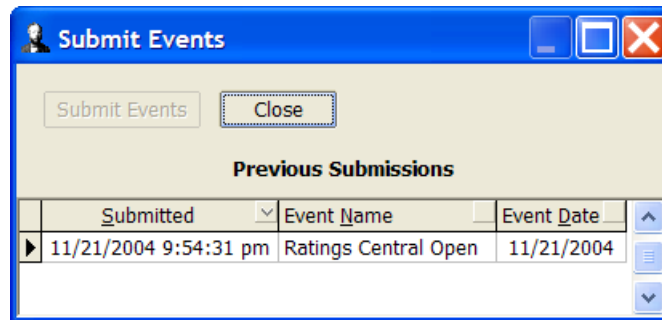 Submit Events
Submit Events Close
Previous Submissions
Submitted Event Name Event Date
11/21/2004 9:54:31 pm Ratings Central Open 11/21/2004